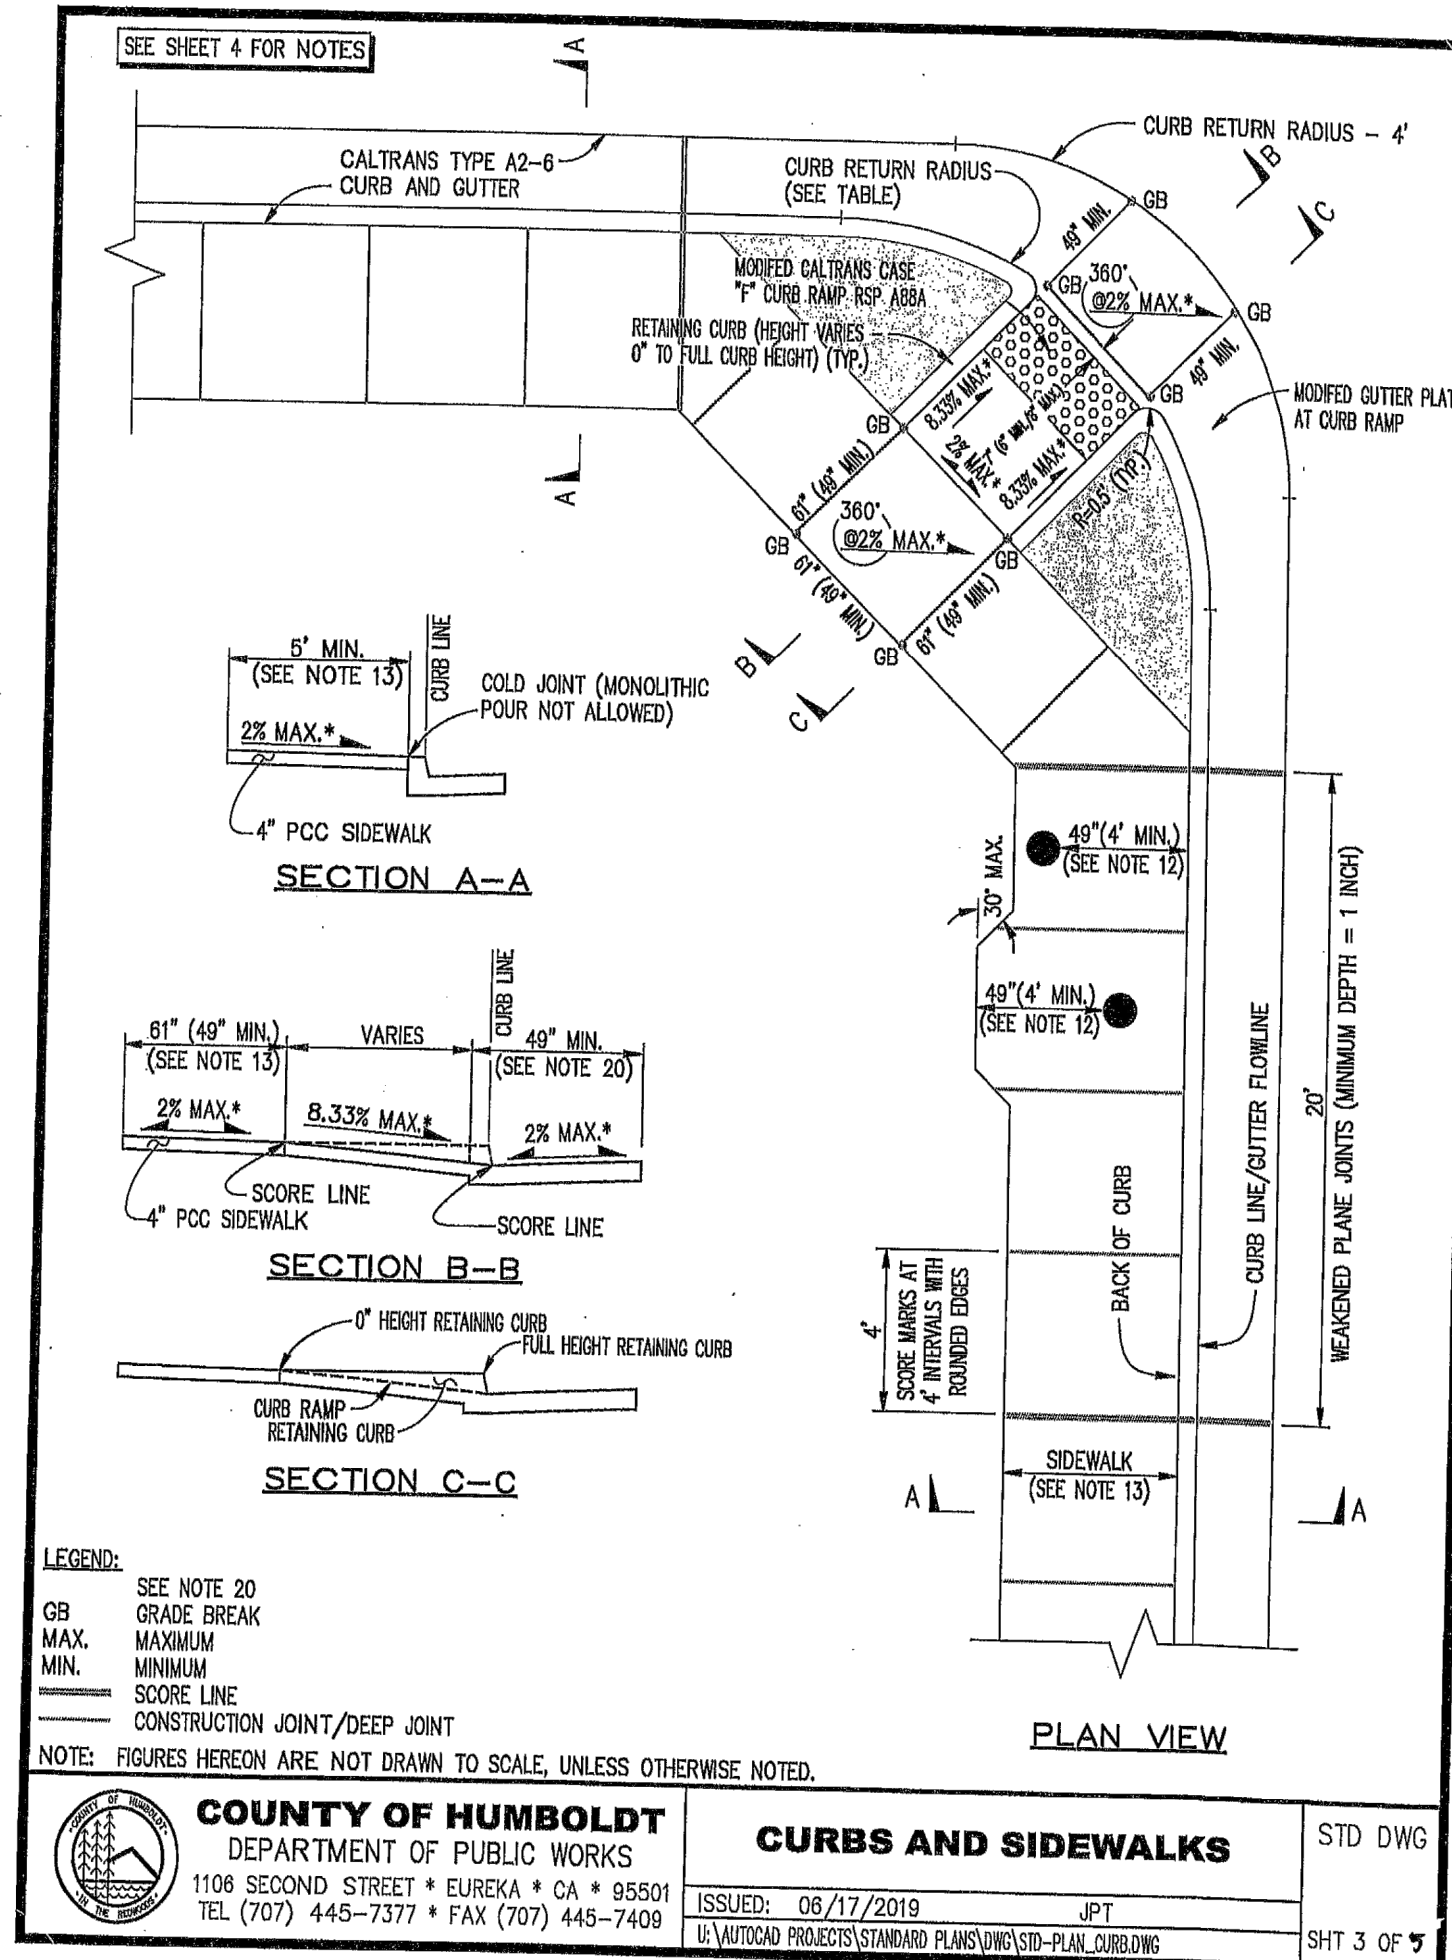 SEE SHEET 4 FOR NOTES
A
CURB RETURN RADIUS - 4'
CALTRANS TYPE A2-6
CURB AND GUTTER
CURB RETURN RADIUS
(SEE TABLE)
B
C
GB
49" MIN.
MODIFED CALTRANS CASE
"F" CURB RAMP RSP A88A
GB
360°
@2% MAX.*
GB
RETAINING CURB (HEIGHT VARIES
0" TO FULL CURB HEIGHT) (TYP.)
49" MIN.
GB
MODIFED GUTTER PLAT
AT CURB RAMP
GB
8.33% MAX.*
2% MAX.*
7" (6" MIN./8" MAX.)
8.33% MAX.*
R=0.5' (TYP.)
A
61" (49" MIN.)
360°
@2% MAX.*
GB
GB
61" (49" MIN.)
61" (49" MIN.)
GB
B
C
5' MIN.
(SEE NOTE 13)
CURB LINE
COLD JOINT (MONOLITHIC
POUR NOT ALLOWED)
2% MAX.*
4" PCC SIDEWALK
SECTION A-A
30° MAX.
49"(4' MIN.)
(SEE NOTE 12)
49"(4' MIN.)
(SEE NOTE 12)
20'
WEAKENED PLANE JOINTS (MINIMUM DEPTH = 1 INCH)
CURB LINE
61" (49" MIN.)
(SEE NOTE 13)
VARIES
49" MIN.
(SEE NOTE 20)
2% MAX.*
8.33% MAX.*
2% MAX.*
SCORE LINE
4" PCC SIDEWALK
SCORE LINE
SECTION B-B
BACK OF CURB
CURB LINE/GUTTER FLOWLINE
4'
SCORE MARKS AT
4' INTERVALS WITH
ROUNDED EDGES
0" HEIGHT RETAINING CURB
FULL HEIGHT RETAINING CURB
CURB RAMP
RETAINING CURB
SECTION C-C
SIDEWALK
(SEE NOTE 13)
A
A
LEGEND:
SEE NOTE 20
GB GRADE BREAK
MAX. MAXIMUM
MIN. MINIMUM
SCORE LINE
CONSTRUCTION JOINT/DEEP JOINT
PLAN VIEW
NOTE: FIGURES HEREON ARE NOT DRAWN TO SCALE, UNLESS OTHERWISE NOTED.
COUNTY OF HUMBOLDT
IN THE REDWOODS
COUNTY OF HUMBOLDT
DEPARTMENT OF PUBLIC WORKS
1106 SECOND STREET * EUREKA * CA * 95501
TEL (707) 445-7377 * FAX (707) 445-7409
CURBS AND SIDEWALKS
ISSUED: 06/17/2019 JPT
U:\AUTOCAD PROJECTS\STANDARD PLANS\DWG\STD-PLAN_CURB.DWG
STD DWG
SHT 3 OF 5